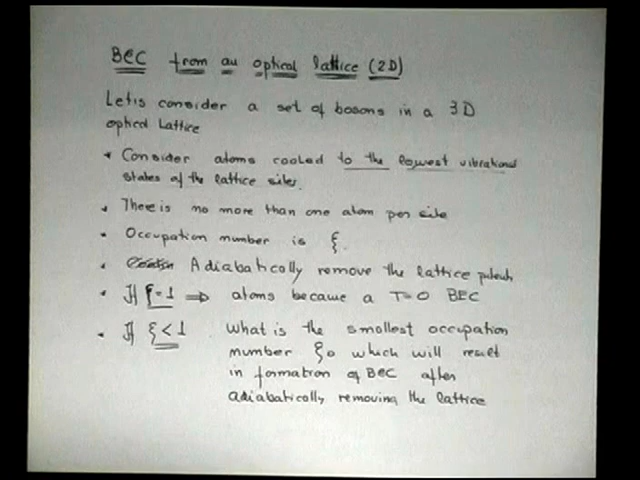 BEC from an optical lattice (2D)
Let's consider a set of bosons in a 3D
optical Lattice
• Consider atoms cooled to the lowest vibrational
states of the lattice sites.
• There is no more than one atom per site
• Occupation number is ξ.
• Adiabatically remove the lattice
• If ξ=1 ⇒ atoms became a T=0 BEC
• If ξ < 1 What is the smallest occupation
number ξo which will result
in formation of BEC after
adiabatically removing the lattice